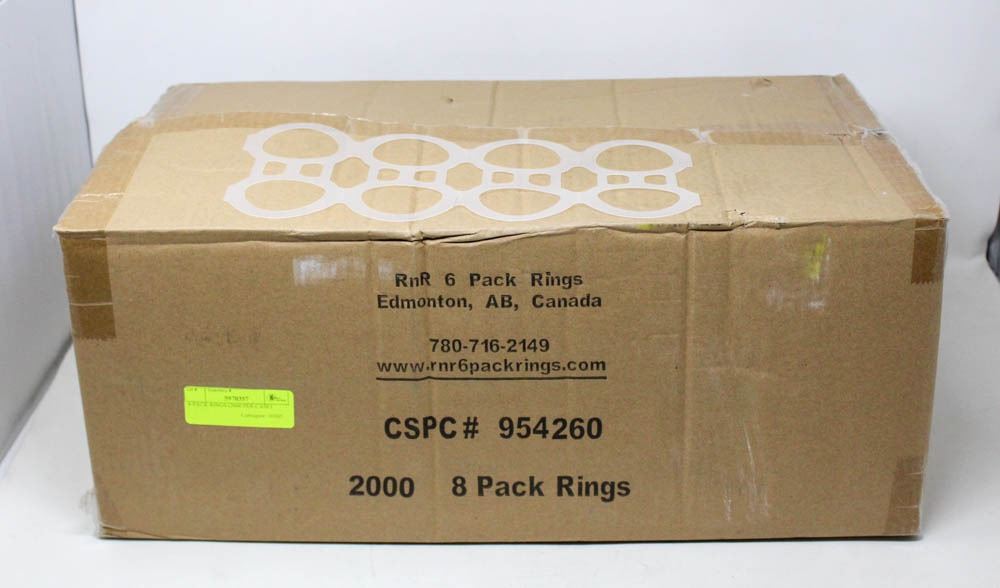 RnR 6 Pack Rings
Edmonton, AB, Canada
780-716-2149
www.rnr6packrings.com
CSPC# 954260
2000 8 Pack Rings
5970357